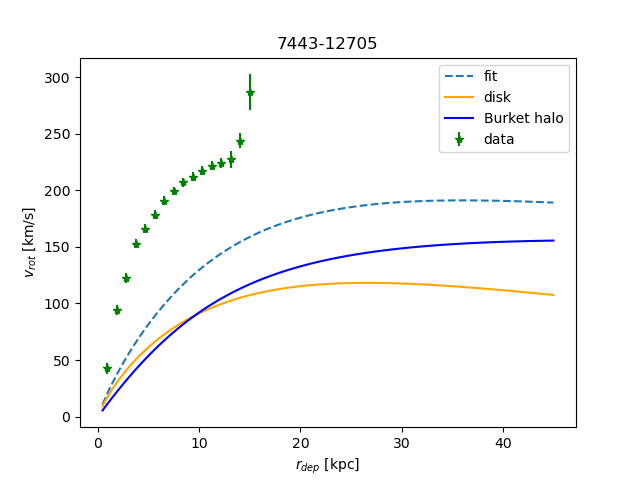 7443-12705
300
250
200
150
100
50
0
v_rot [km/s]
fit
disk
Burket halo
data
0 10 20 30 40
r_dep [kpc]